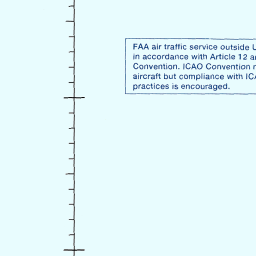 FAA air traffic service outside
in accordance with Article 12
Convention. ICAO Convention
aircraft but compliance with
practices is encouraged.